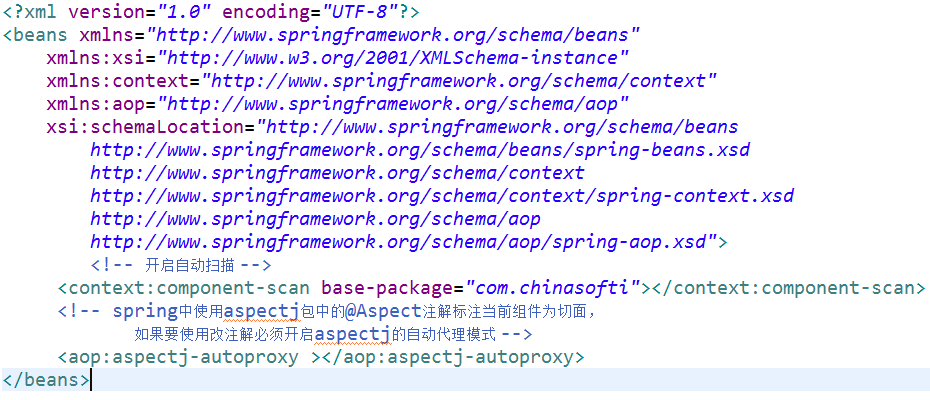 <?xml version="1.0" encoding="UTF-8"?>
<beans xmlns="http://www.springframework.org/schema/beans"
xmlns:xsi="http://www.w3.org/2001/XMLSchema-instance"
xmlns:context="http://www.springframework.org/schema/context"
xmlns:aop="http://www.springframework.org/schema/aop"
xsi:schemaLocation="http://www.springframework.org/schema/beans
http://www.springframework.org/schema/beans/spring-beans.xsd
http://www.springframework.org/schema/context
http://www.springframework.org/schema/context/spring-context.xsd
http://www.springframework.org/schema/aop
http://www.springframework.org/schema/aop/spring-aop.xsd">
<!-- 开启自动扫描 -->
<context:component-scan base-package="com.chinasofti"></context:component-scan>
<!-- spring中使用aspectj包中的@Aspect注解标注当前组件为切面，
如果要使用改注解必须开启aspectj的自动代理模式 -->
<aop:aspectj-autoproxy ></aop:aspectj-autoproxy>
</beans>